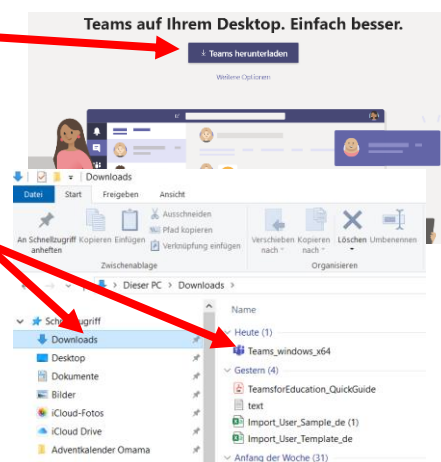 Teams auf Ihrem Desktop. Einfach besser.
Teams herunterladen
Weitere Optionen
Downloads
Datei Start Freigeben Ansicht
An Schnellzugriff anheften
Kopieren
Einfügen
Ausschneiden
Pfad kopieren
Verknüpfung einfügen
Verschieben nach
Kopieren nach
Löschen
Umbenennen
Zwischenablage
Organisieren
Dieser PC > Downloads >
Name
Heute (1)
Downloads
Teams_windows_x64
Desktop
Gestern (4)
Dokumente
TeamsforEducation_QuickGuide
Bilder
text
iCloud-Fotos
Import_User_Sample_de (1)
iCloud Drive
Import_User_Template_de
Adventkalender Omama
Anfang der Woche (31)